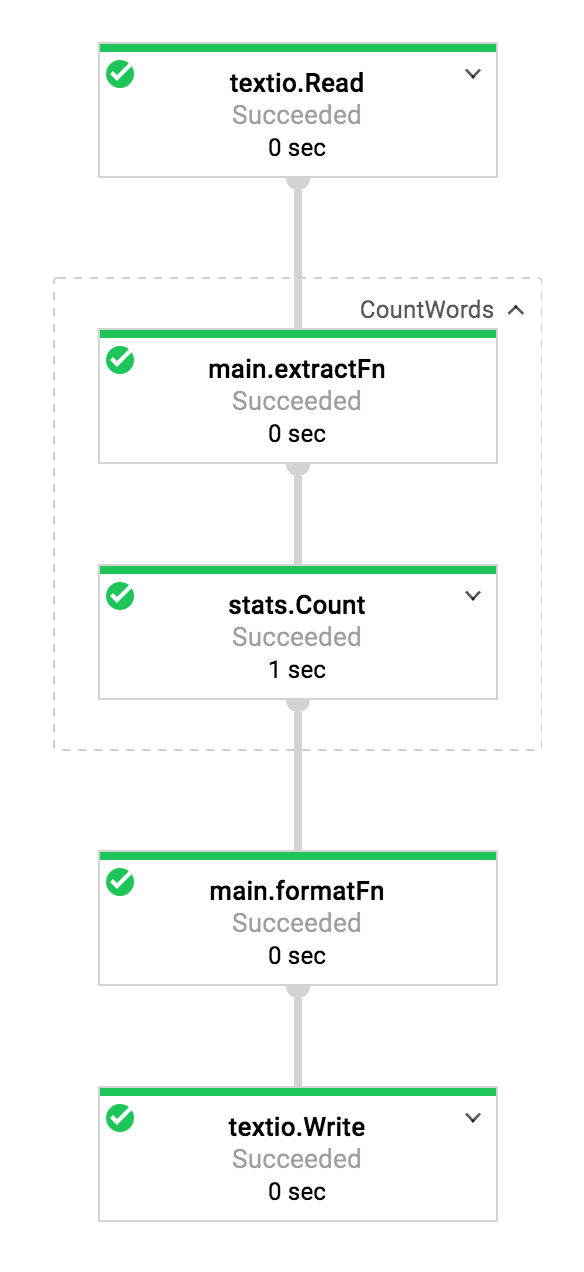 textio.Read
Succeeded
0 sec
CountWords
main.extractFn
Succeeded
0 sec
stats.Count
Succeeded
1 sec
main.formatFn
Succeeded
0 sec
textio.Write
Succeeded
0 sec